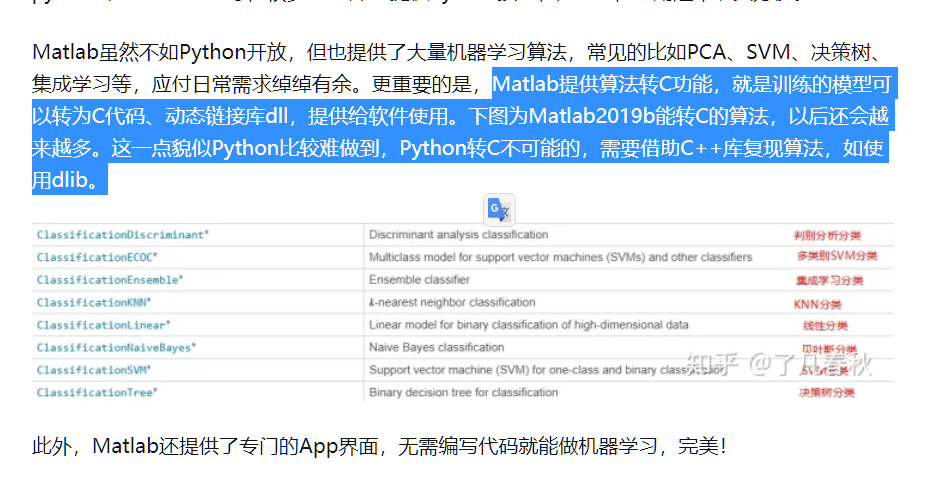 Matlab虽然不如Python开放，但也提供了大量机器学习算法，常见的比如PCA、SVM、决策树、
集成学习等，应付日常需求绰绰有余。更重要的是，Matlab提供算法转C功能，就是训练的模型可
以转为C代码、动态链接库dll，提供给软件使用。下图为Matlab2019b能转C的算法，以后还会越
来越多。这一点貌似Python比较难做到，Python转C不可能的，需要借助C++库复现算法，如使
用dlib。
ClassificationDiscriminant* Discriminant analysis classification 判别分析分类
ClassificationECOC* Multiclass model for support vector machines (SVMs) and other classifiers 多类别SVM分类
ClassificationEnsemble* Ensemble classifier 集成学习分类
ClassificationKNN* k-nearest neighbor classification KNN分类
ClassificationLinear* Linear model for binary classification of high-dimensional data 线性分类
ClassificationNaiveBayes* Naive Bayes classification 贝叶斯分类
ClassificationSVM* Support vector machine (SVM) for one-class and binary classification SVM分类
知乎 @了凡春秋
ClassificationTree* Binary decision tree for classification 决策树分类
此外，Matlab还提供了专门的App界面，无需编写代码就能做机器学习，完美！